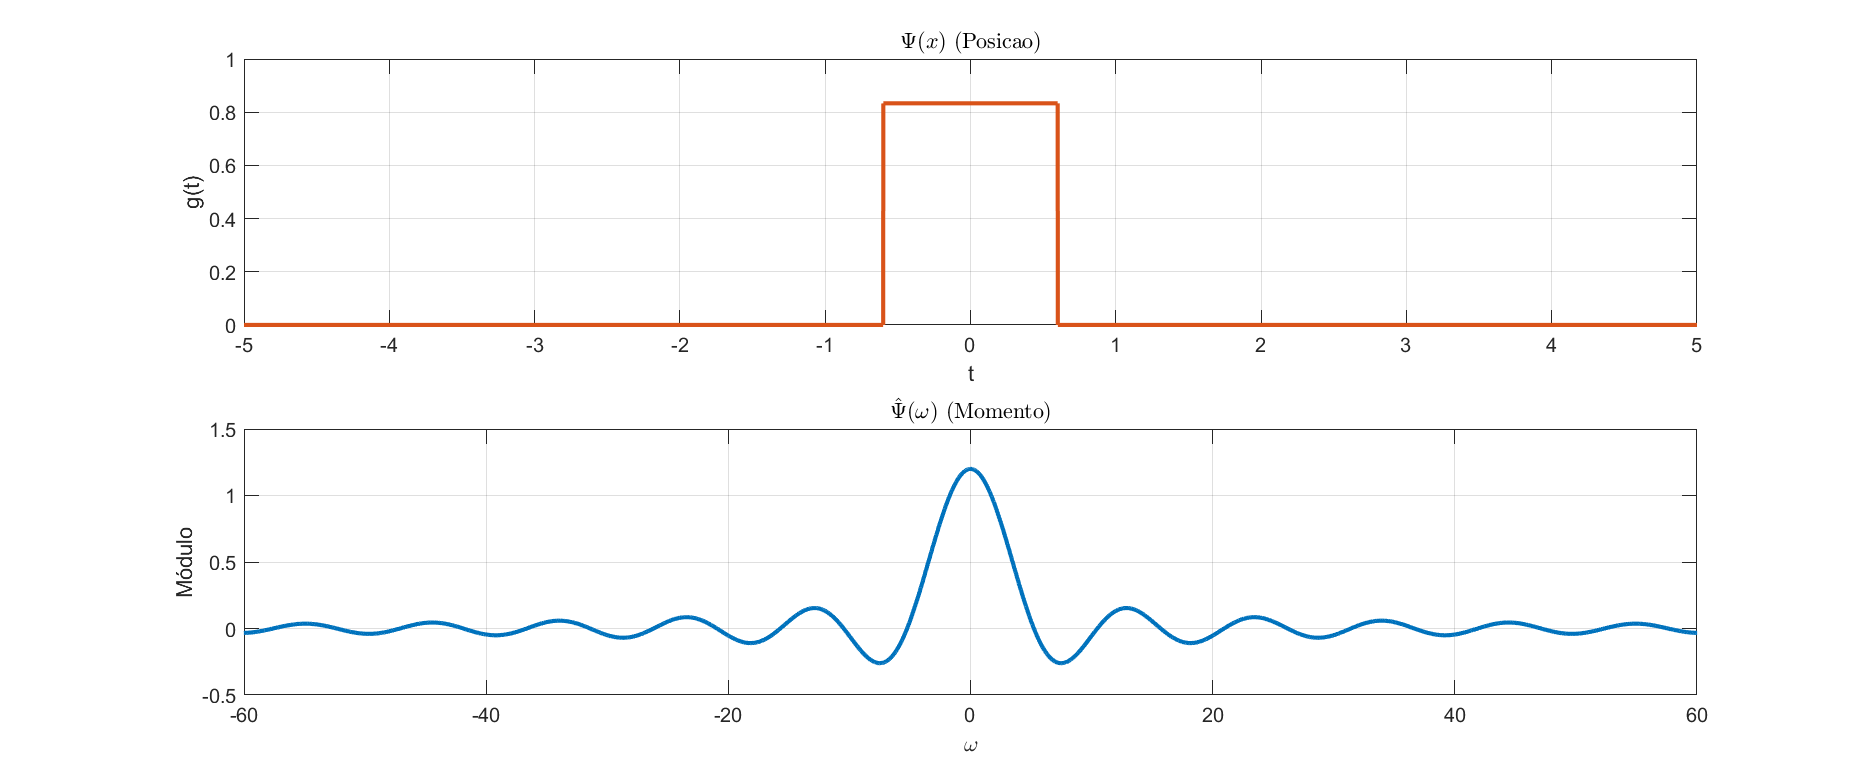 Ψ(x) (Posicao)
1
0.8
0.6
0.4
0.2
0
g(t)
-5 -4 -3 -2 -1 0 1 2 3 4 5
t
Ψ̂(ω) (Momento)
1.5
1
0.5
0
-0.5
Módulo
-60 -40 -20 0 20 40 60
ω